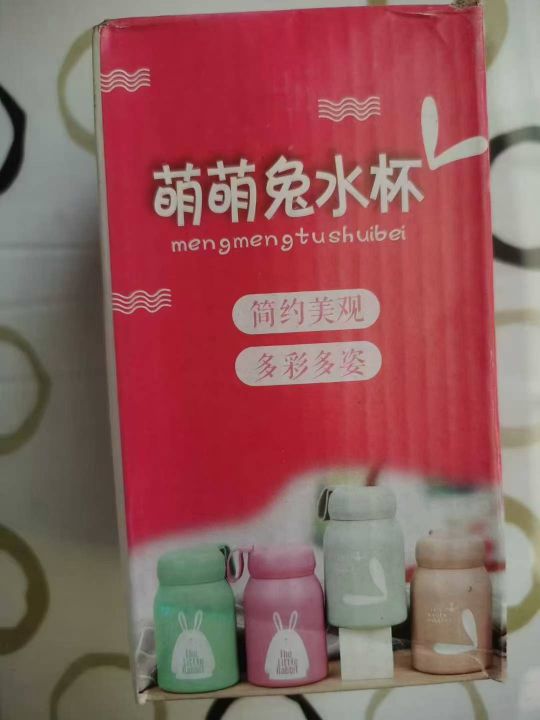 萌萌兔水杯
mengmengtushuibei
简约美观
多彩多姿
The
Little
Rabbit
The
Little
Rabbit